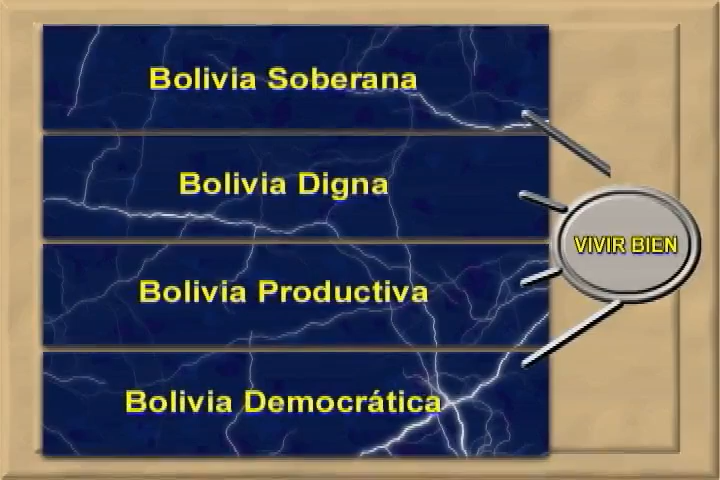 Bolivia Soberana
Bolivia Digna
VIVIR BIEN
Bolivia Productiva
Bolivia Democrática